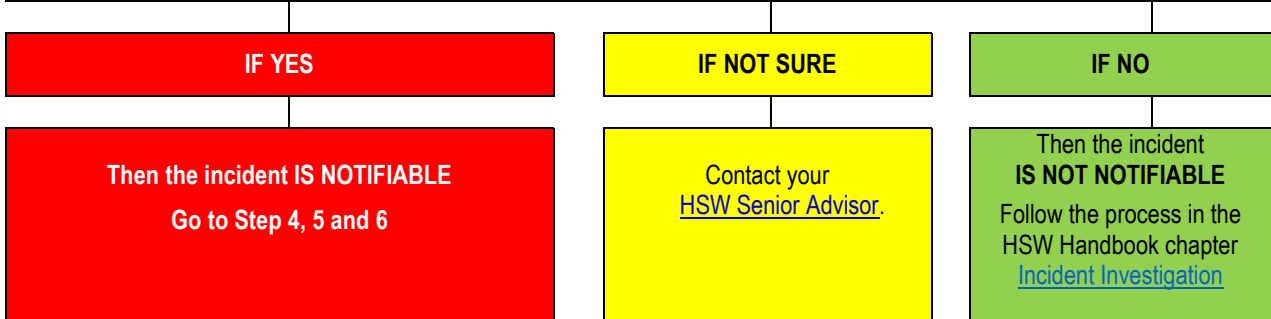 IF YES
IF NOT SURE
IF NO
Then the incident IS NOTIFIABLE
Go to Step 4, 5 and 6
Contact your
HSW Senior Advisor.
Then the incident
IS NOT NOTIFIABLE
Follow the process in the
HSW Handbook chapter
Incident Investigation